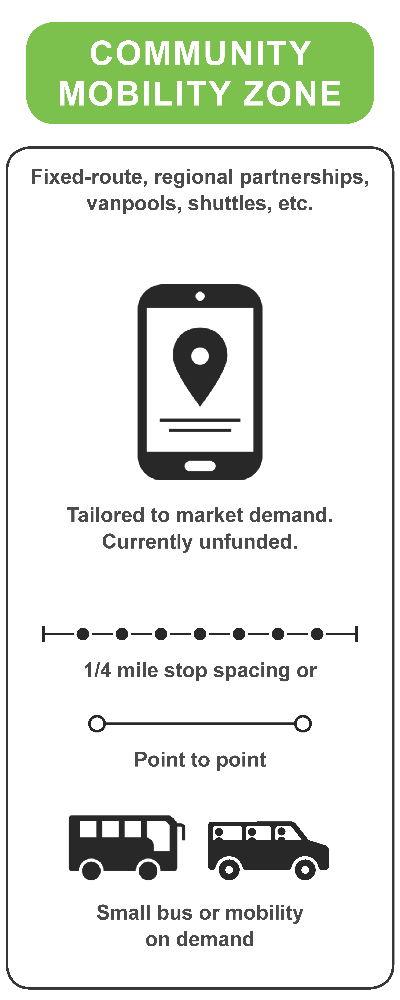 COMMUNITY
MOBILITY ZONE
Fixed-route, regional partnerships,
vanpools, shuttles, etc.
Tailored to market demand.
Currently unfunded.
1/4 mile stop spacing or
Point to point
Small bus or mobility
on demand